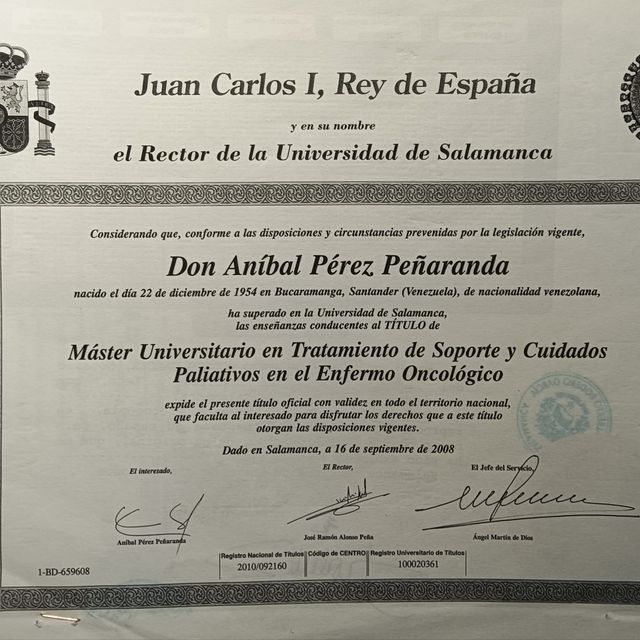 Juan Carlos I, Rey de España
y en su nombre
el Rector de la Universidad de Salamanca
Considerando que, conforme a las disposiciones y circunstancias prevenidas por la legislación vigente,
Don Aníbal Pérez Peñaranda
nacido el día 22 de diciembre de 1954 en Bucaramanga, Santander (Venezuela), de nacionalidad venezolana,
ha superado en la Universidad de Salamanca,
las enseñanzas conducentes al TÍTULO de
Máster Universitario en Tratamiento de Soporte y Cuidados
Paliativos en el Enfermo Oncológico
expide el presente título oficial con validez en todo el territorio nacional,
que faculta al interesado para disfrutar los derechos que a este título
otorgan las disposiciones vigentes.
Dado en Salamanca, a 16 de septiembre de 2008
El interesado, El Rector, El Jefe del Servicio,
Aníbal Pérez Peñaranda José Ramón Alonso Peña Ángel Martín de Dios
Registro Nacional de Títulos Código de CENTRO Registro Universitario de Títulos
1-BD-659608 2010/092160 100020361